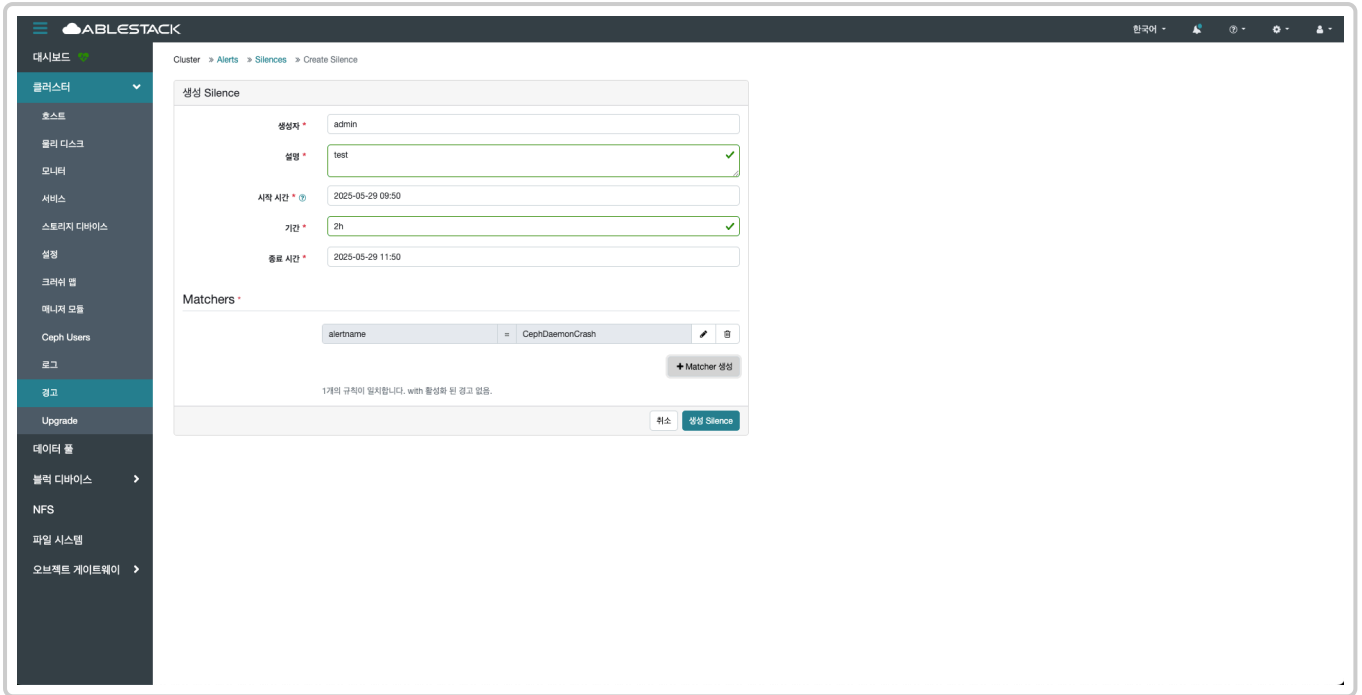 ABLESTACK
한국어
대시보드
클러스터
호스트
물리 디스크
모니터
서비스
스토리지 디바이스
설정
크러쉬 맵
매니저 모듈
Ceph Users
로그
경고
Upgrade
데이터 풀
블럭 디바이스
NFS
파일 시스템
오브젝트 게이트웨이
Cluster » Alerts » Silences » Create Silence
생성 Silence
생성자 * admin
설명 * test
시작 시간 * 2025-05-29 09:50
기간 * 2h
종료 시간 * 2025-05-29 11:50
Matchers *
alertname = CephDaemonCrash
+ Matcher 생성
1개의 규칙이 일치합니다. with 활성화 된 경고 없음.
취소 생성 Silence